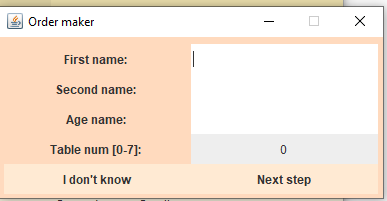 Order maker
First name:
Second name:
Age name:
Table num [0-7]: 0
I don't know Next step